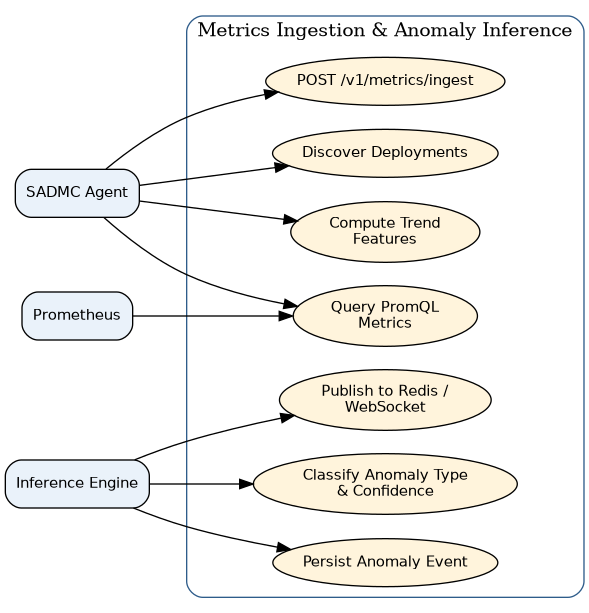 Metrics Ingestion & Anomaly Inference
POST /v1/metrics/ingest
Discover Deployments
SADMC Agent
Compute Trend
Features
Prometheus
Query PromQL
Metrics
Publish to Redis /
WebSocket
Inference Engine
Classify Anomaly Type
& Confidence
Persist Anomaly Event